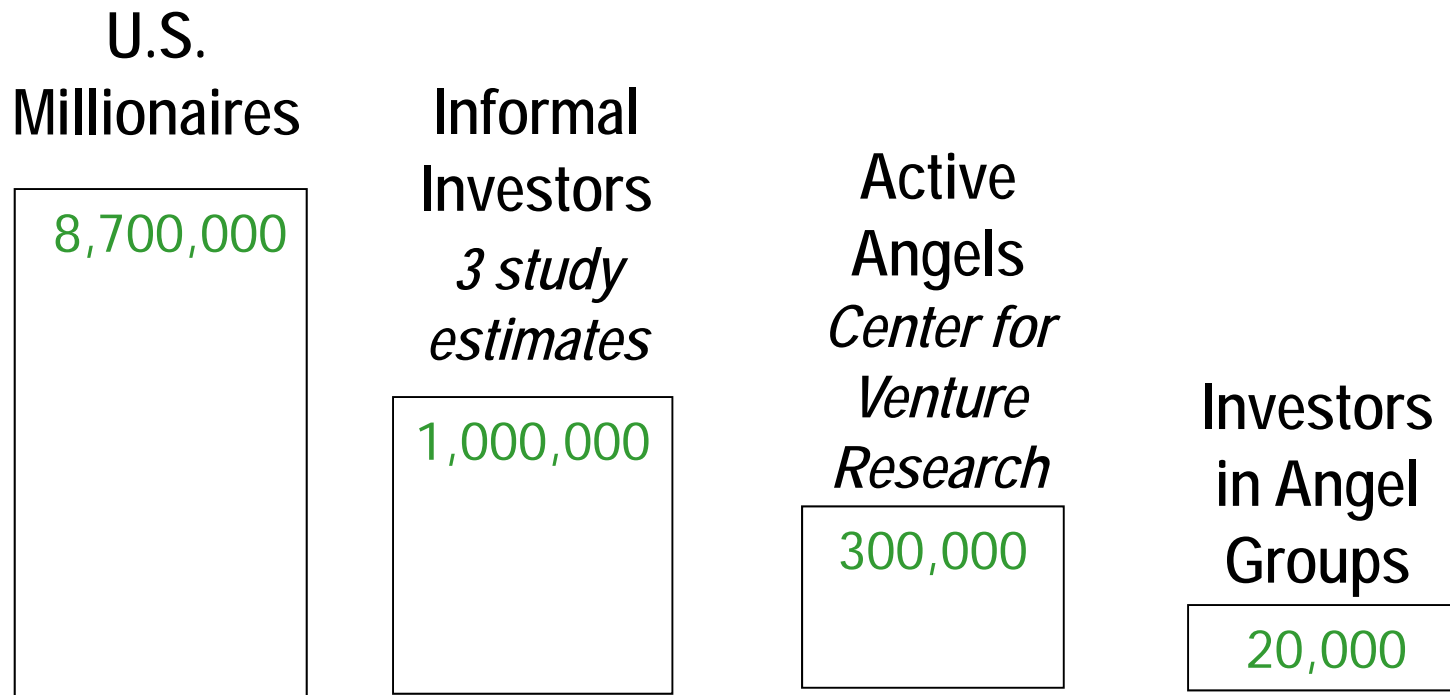 U.S.
Millionaires
8,700,000
Informal
Investors
3 study
estimates
1,000,000
Active
Angels
Center for
Venture
Research
300,000
Investors
in Angel
Groups
20,000